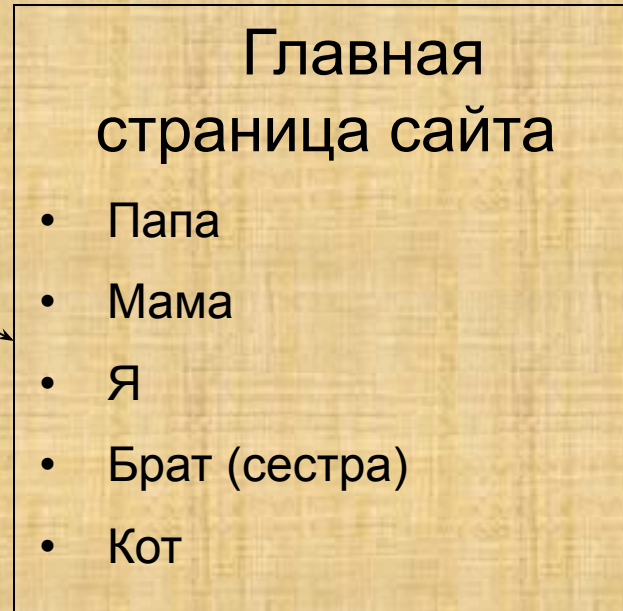 Главная
страница сайта
• Папа
• Мама
• Я
• Брат (сестра)
• Кот